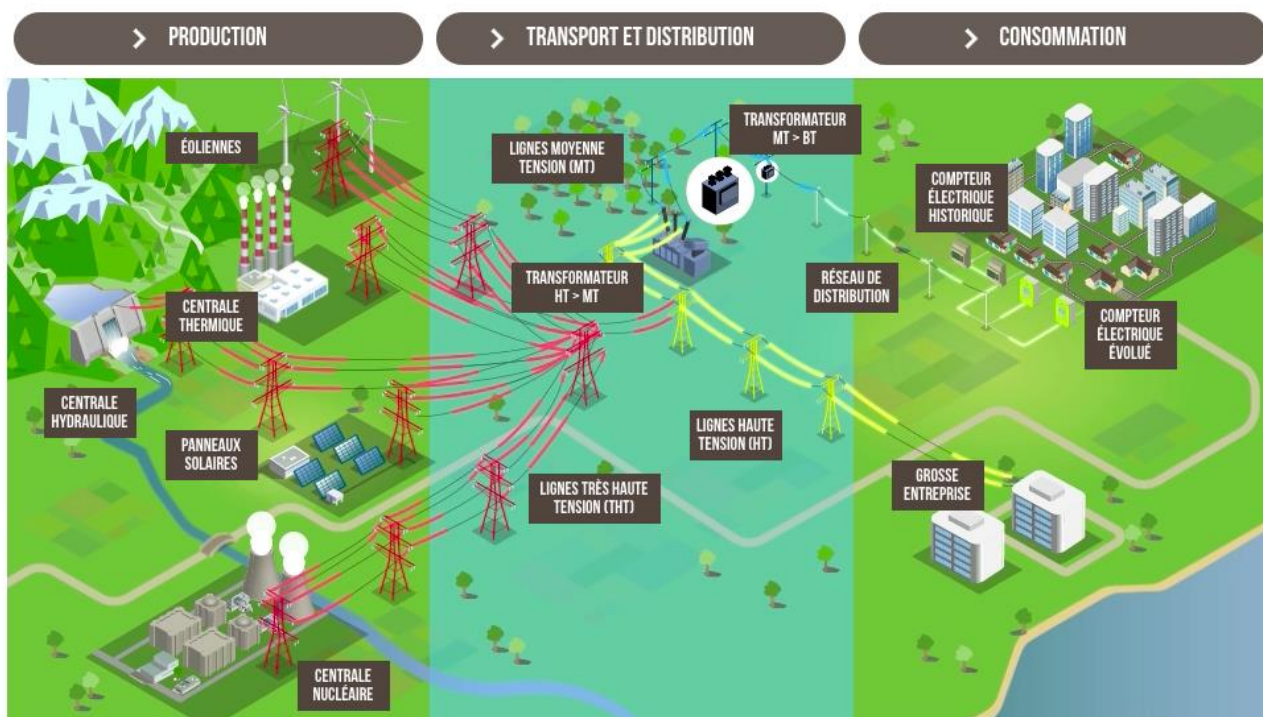 PRODUCTION
TRANSPORT ET DISTRIBUTION
CONSOMMATION
ÉOLIENNES
LIGNES MOYENNE
TENSION (MT)
TRANSFORMATEUR
MT > BT
COMPTEUR
ÉLECTRIQUE
HISTORIQUE
CENTRALE
THERMIQUE
TRANSFORMATEUR
HT > MT
RÉSEAU DE
DISTRIBUTION
COMPTEUR
ÉLECTRIQUE
ÉVOLUÉ
CENTRALE
HYDRAULIQUE
PANNEAUX
SOLAIRES
LIGNES HAUTE
TENSION (HT)
LIGNES TRÈS HAUTE
TENSION (THT)
GROSSE
ENTREPRISE
CENTRALE
NUCLÉAIRE